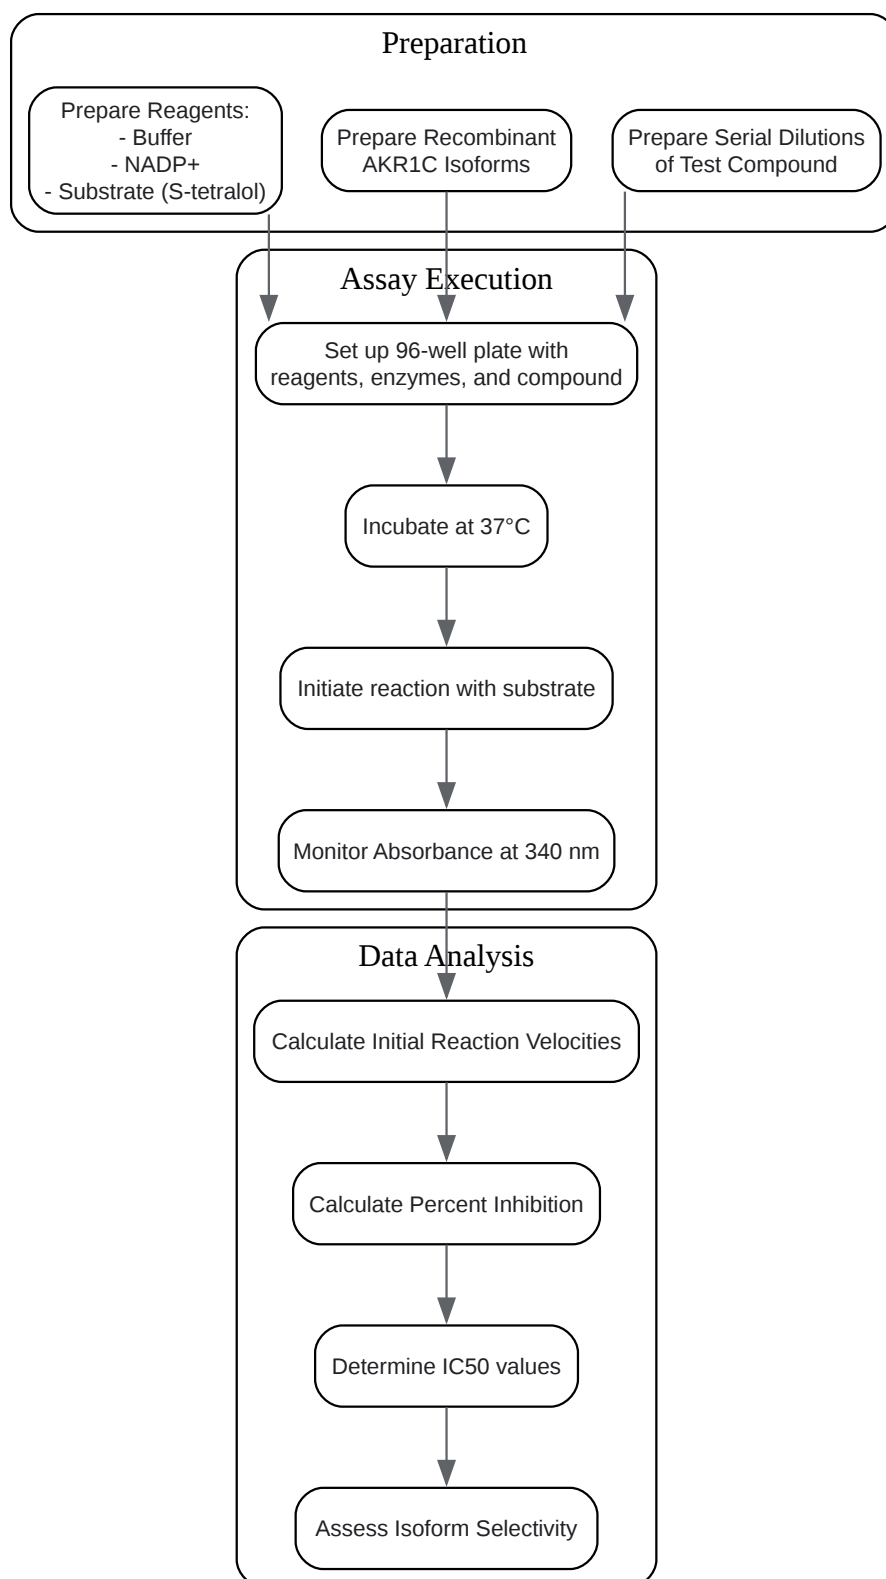 Preparation
Prepare Reagents:
- Buffer
- NADP+
- Substrate (S-tetralol)
Prepare Recombinant
AKR1C Isoforms
Prepare Serial Dilutions
of Test Compound
Assay Execution
Set up 96-well plate with
reagents, enzymes, and compound
Incubate at 37°C
Initiate reaction with substrate
Monitor Absorbance at 340 nm
Data Analysis
Calculate Initial Reaction Velocities
Calculate Percent Inhibition
Determine IC50 values
Assess Isoform Selectivity